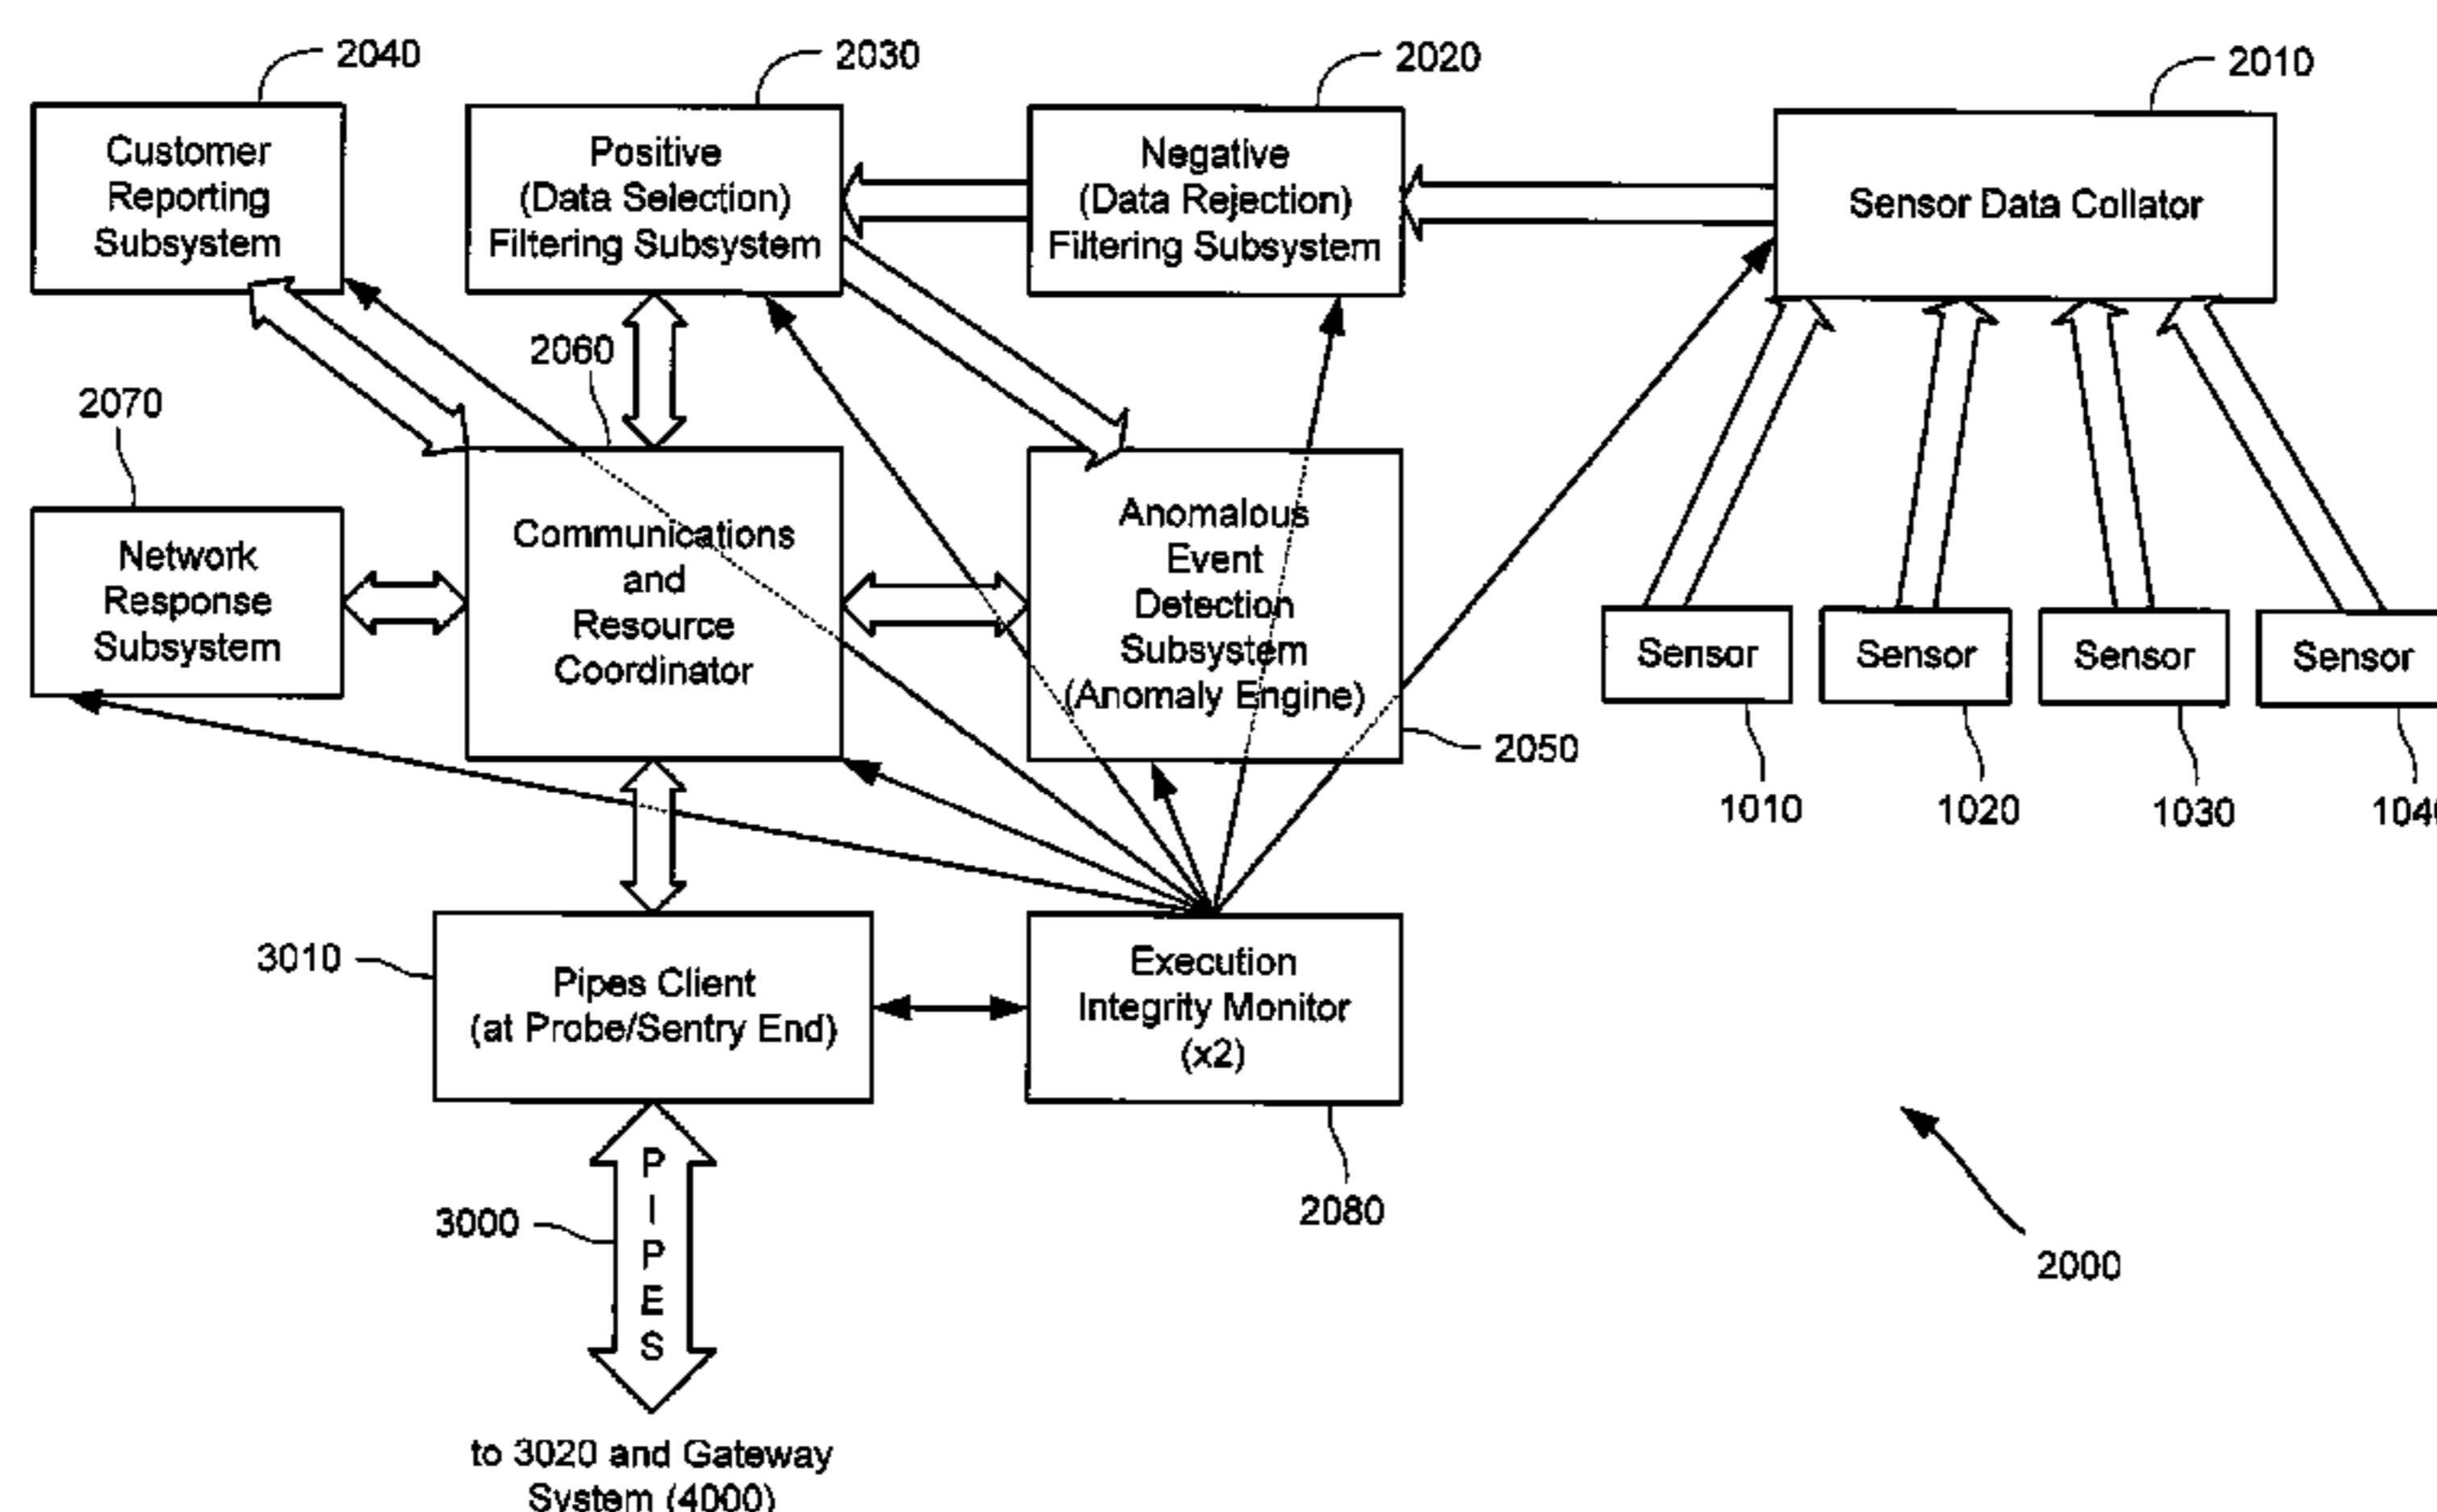 2040
2030
2020
2010
Customer
Reporting
Subsystem
Positive
(Data Selection)
Filtering Subsystem
Negative
(Data Rejection)
Filtering Subsystem
Sensor Data Collator
2060
2070
Network
Response
Subsystem
Communications
and
Resource
Coordinator
Anomalous
Event
Detection
Subsystem
(Anomaly Engine)
2050
Sensor
Sensor
Sensor
Sensor
1010
1020
1030
1040
3010
Pipes Client
(at Probe/Sentry End)
Execution
Integrity Monitor
(x2)
2080
3000
PIPES
2000
to 3020 and Gateway
System (4000)